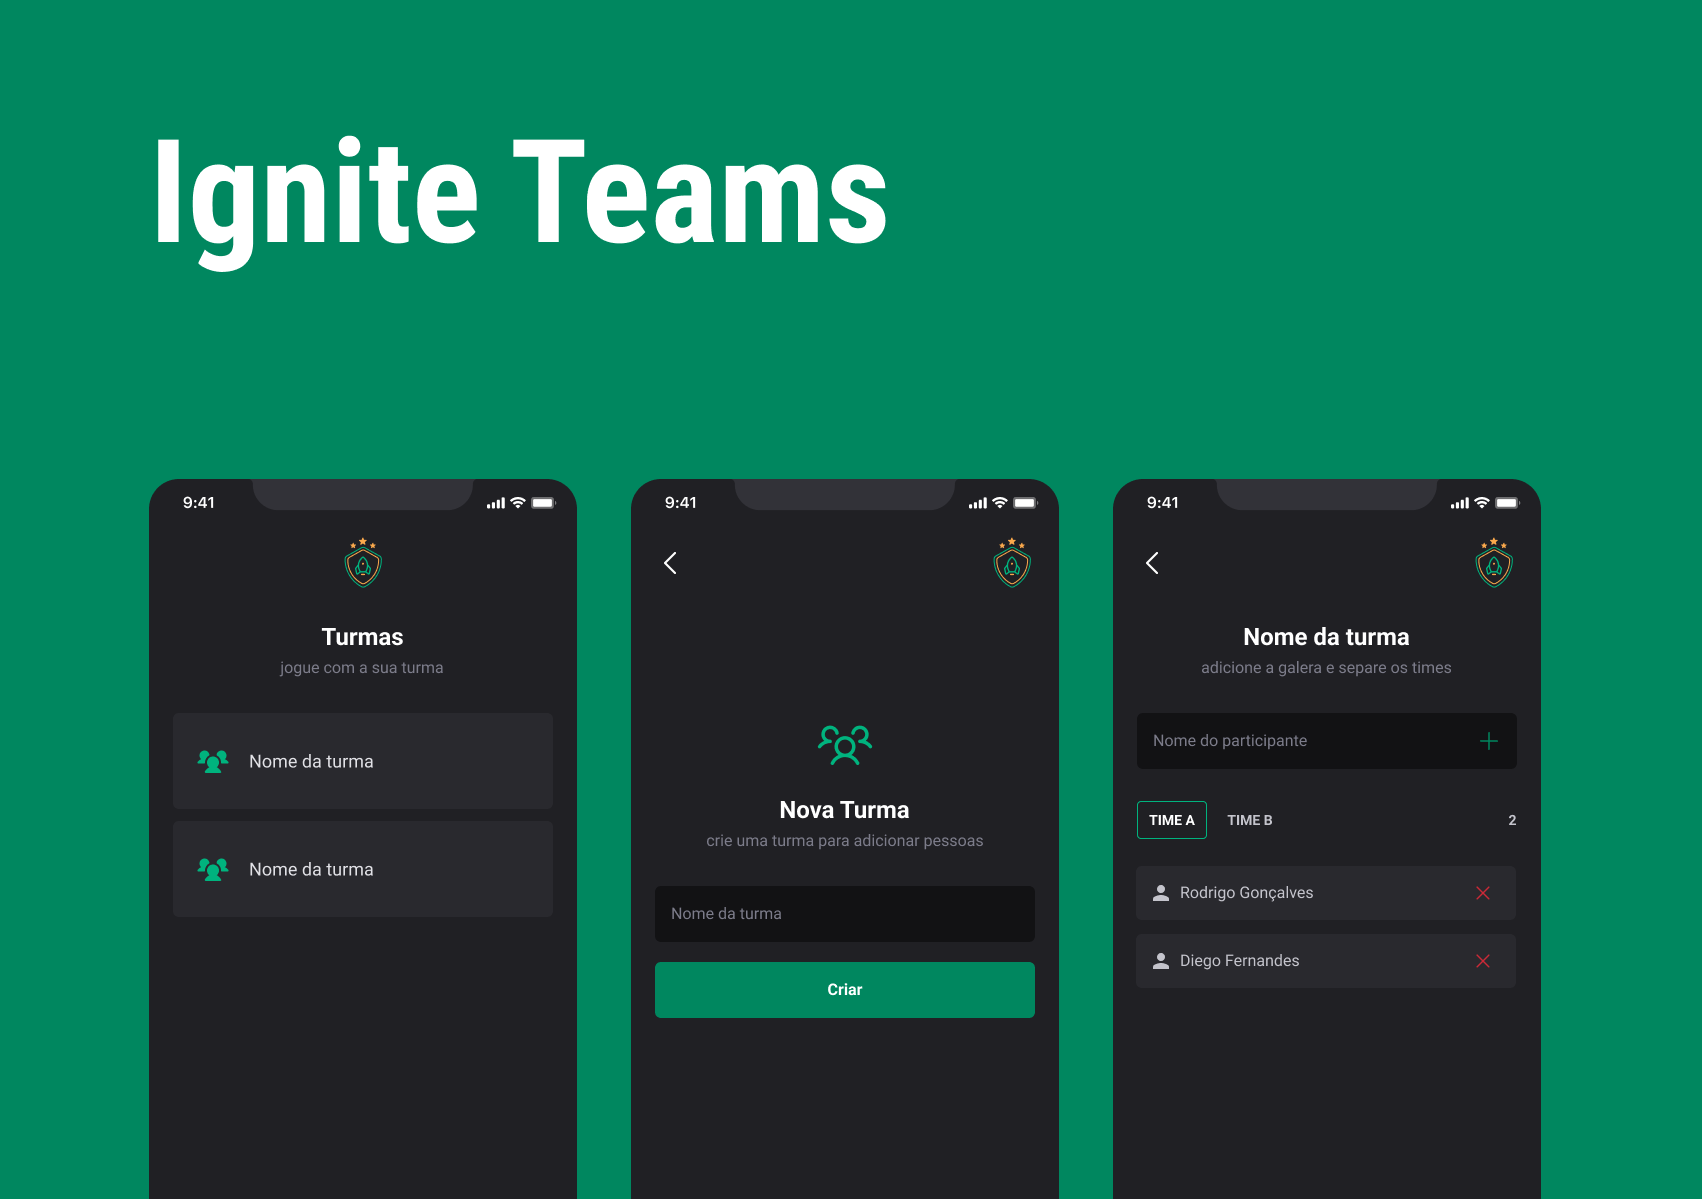 Ignite Teams
9:41
Turmas
jogue com a sua turma
Nome da turma
Nome da turma
9:41
Nova Turma
crie uma turma para adicionar pessoas
Nome da turma
Criar
9:41
Nome da turma
adicione a galera e separe os times
Nome do participante
TIME A TIME B 2
Rodrigo Gonçalves
Diego Fernandes